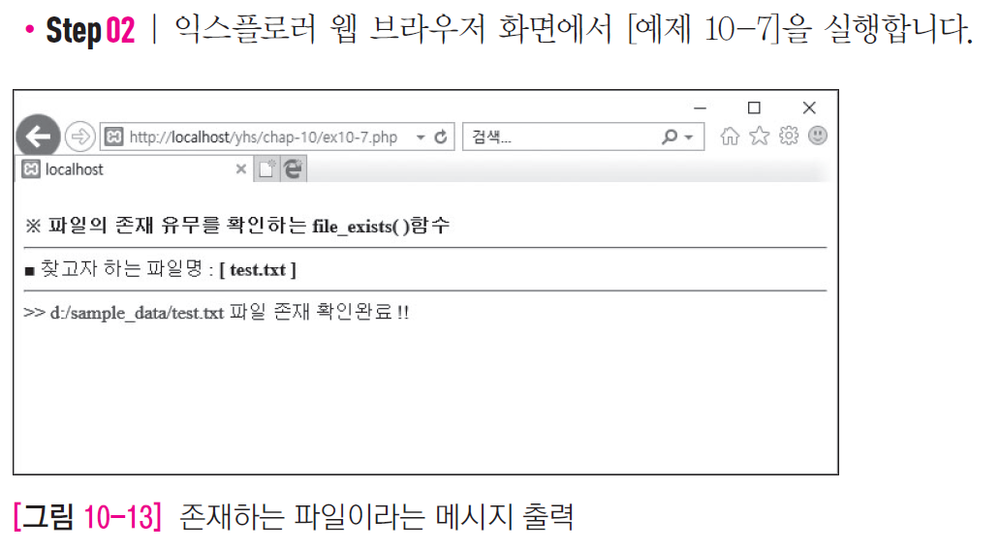 • Step 02 | 익스플로러 웹 브라우저 화면에서 [예제 10-7]을 실행합니다.
http://localhost/yhs/chap-10/ex10-7.php
검색...
localhost
※ 파일의 존재 유무를 확인하는 file_exists( )함수
■ 찾고자 하는 파일명 : [ test.txt ]
>> d:/sample_data/test.txt 파일 존재 확인완료 !!
[그림 10-13] 존재하는 파일이라는 메시지 출력